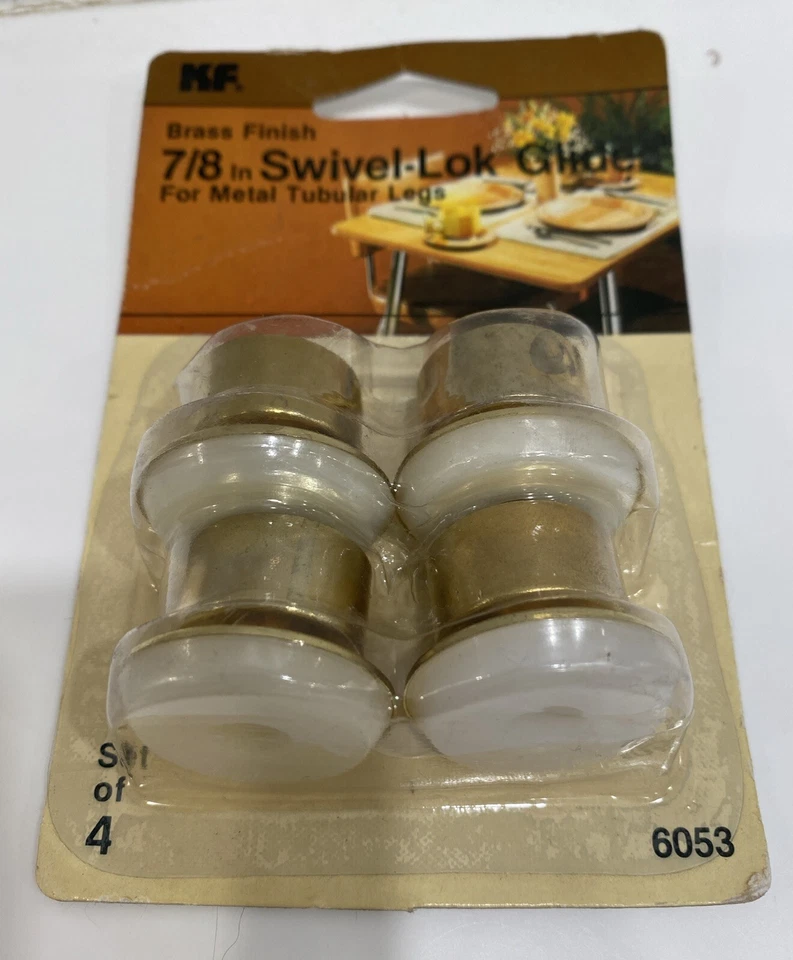 KF.
Brass Finish
7/8 In Swivel-Lok Glide
For Metal Tubular Legs
Set
of
4
6053